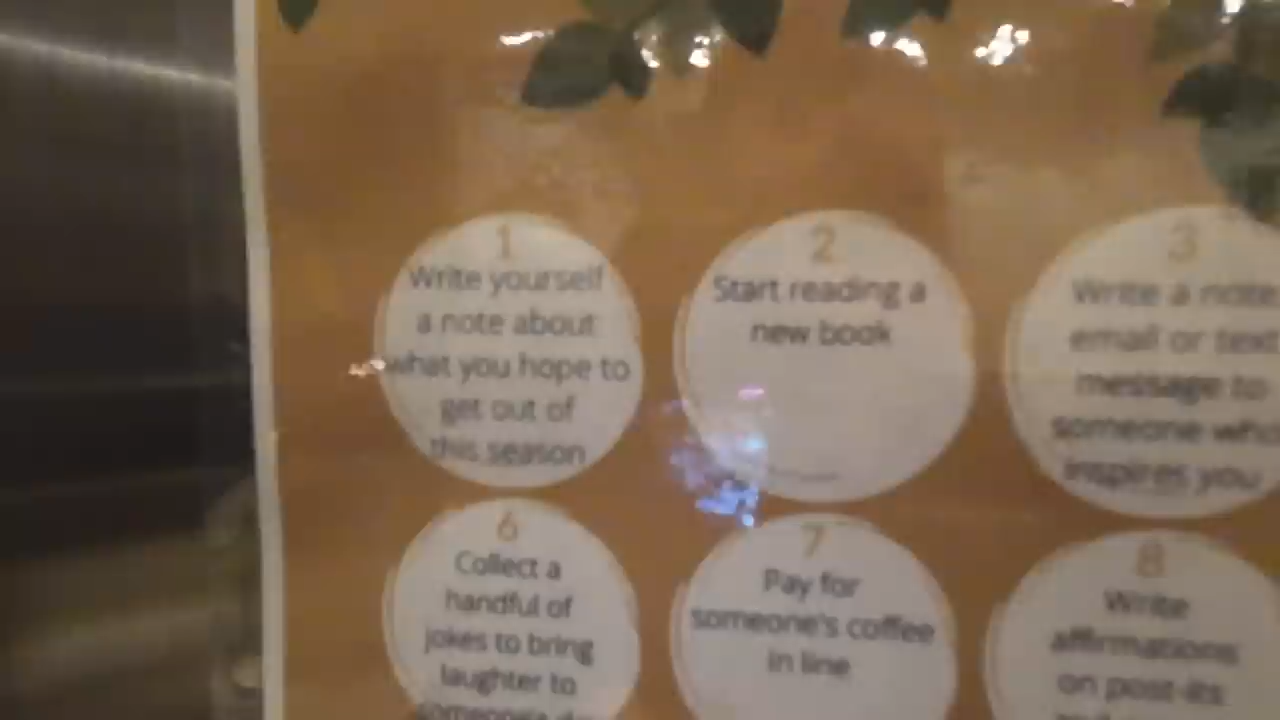 1
Write yourself
a note about
what you hope to
get out of
this season
2
Start reading a
new book
3
Write a note
email or text
message to
someone who
inspires you
6
Collect a
handful of
jokes to bring
laughter to
someone's
7
Pay for
someone's coffee
in line
8
Write
affirmations
on post-its